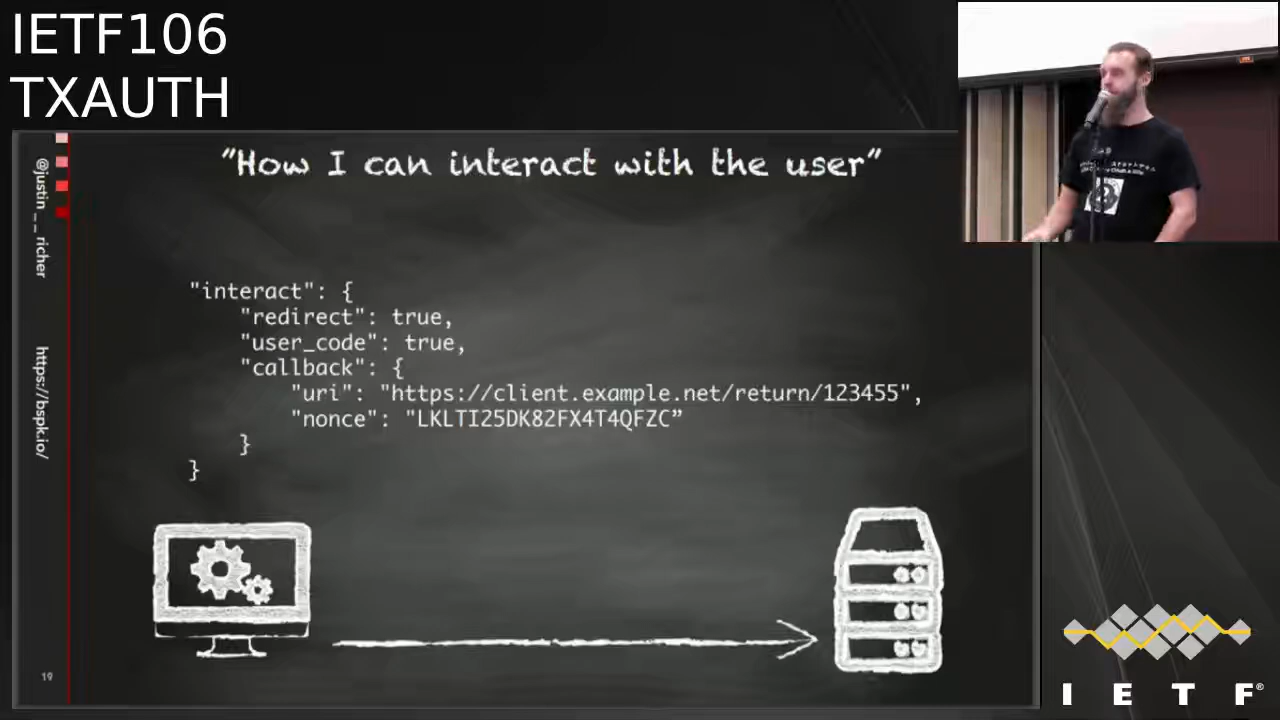 IETF106
TXAUTH
"How I can interact with the user"
@justin__richer
https://bspk.io/
"interact": {
"redirect": true,
"user_code": true,
"callback": {
"uri": "https://client.example.net/return/123455",
"nonce": "LKLTI25DK82FX4T4QFZC”
}
}
19
I E T F®